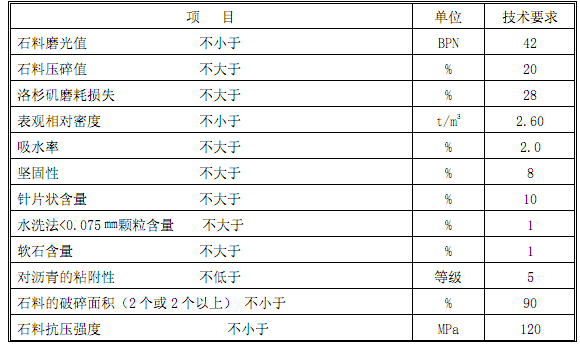 项 目 单位 技术要求
石料磨光值 不小于 BPN 42
石料压碎值 不大于 % 20
洛杉矶磨耗损失 不大于 % 28
表观相对密度 不小于 t/m³ 2.60
吸水率 不大于 % 2.0
坚固性 不大于 % 8
针片状含量 不大于 % 10
水洗法<0.075㎜颗粒含量 不大于 % 1
软石含量 不大于 % 1
对沥青的粘附性 不低于 等级 5
石料的破碎面积（2个或2个以上） 不小于 % 90
石料抗压强度 不小于 MPa 120